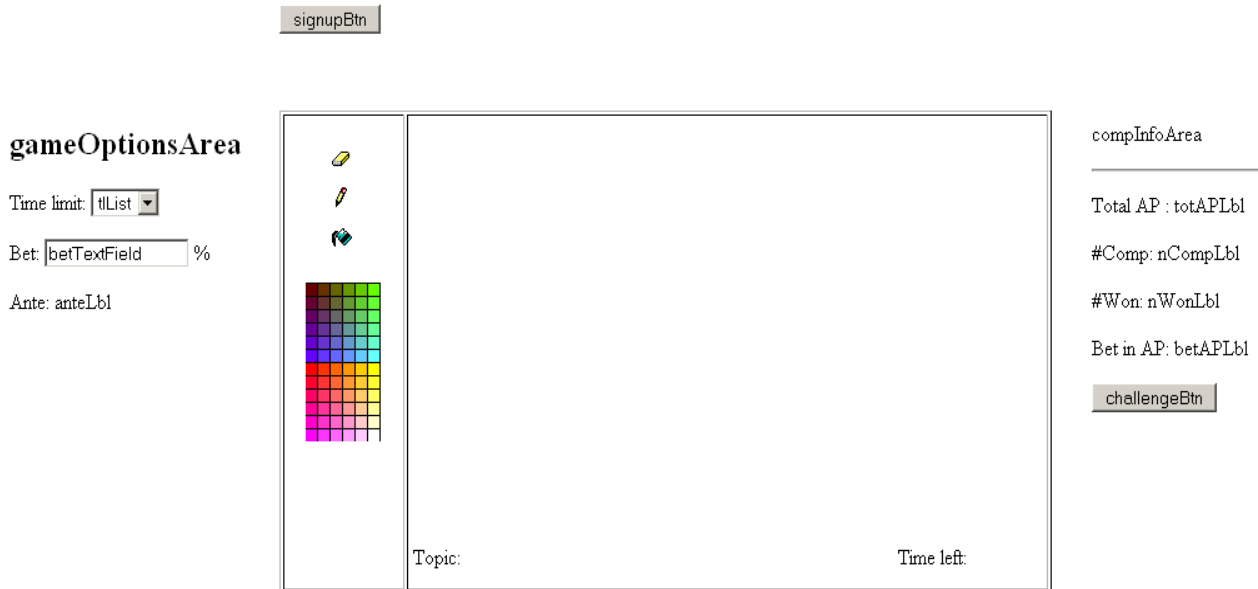 signupBtn
gameOptionsArea
Time limit: tlList
Bet: betTextField %
Ante: anteLbl
Topic:
Time left:
compInfoArea
Total AP : totAPLbl
#Comp: nCompLbl
#Won: nWonLbl
Bet in AP: betAPLbl
challengeBtn